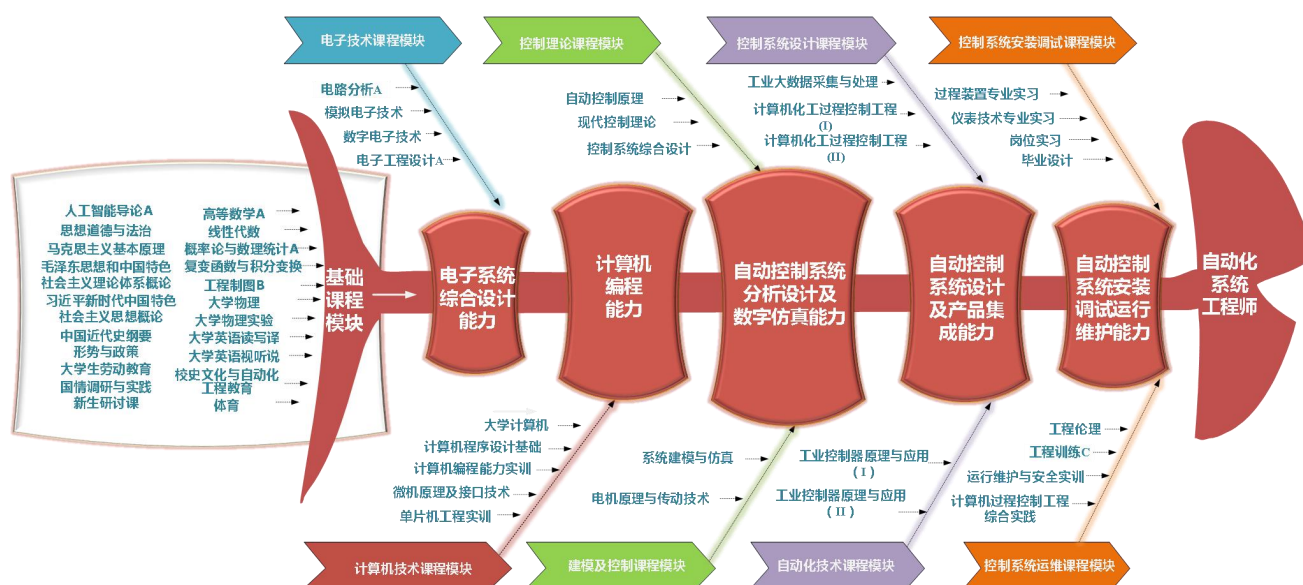 电子技术课程模块
控制理论课程模块
控制系统设计课程模块
控制系统安装调试课程模块
电路分析A
模拟电子技术
数字电子技术
电子工程设计A
自动控制原理
现代控制理论
控制系统综合设计
工业大数据采集与处理
计算机化工过程控制工程
(I)
计算机化工过程控制工程
(II)
过程装置专业实习
仪表技术专业实习
岗位实习
毕业设计
人工智能导论A
思想道德与法治
马克思主义基本原理
毛泽东思想和中国特色
社会主义理论体系概论
习近平新时代中国特色
社会主义思想概论
中国近代史纲要
形势与政策
大学生劳动教育
国情调研与实践
新生研讨课
高等数学A
线性代数
概率论与数理统计A
复变函数与积分变换
工程制图B
大学物理
大学物理实验
大学英语读写译
大学英语视听说
校史文化与自动化
工程教育
体育
基础
课程
模块
电子系统
综合设计
能力
计算机
编程
能力
自动控制系统
分析设计及
数字仿真能力
自动控制
系统设计
及产品集
成能力
自动控制
系统安装
调试运行
维护能力
自动化
系统
工程师
大学计算机
计算机程序设计基础
计算机编程能力实训
微机原理及接口技术
单片机工程实训
系统建模与仿真
电机原理与传动技术
工业控制器原理与应用
(I)
工业控制器原理与应用
(II)
工程伦理
工程训练C
运行维护与安全实训
计算机过程控制工程
综合实践
计算机技术课程模块
建模及控制课程模块
自动化技术课程模块
控制系统运维课程模块